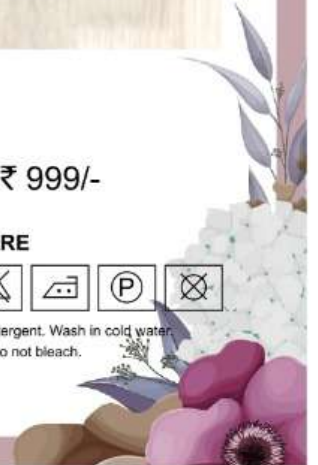 ₹ 999/-
RE
P
ergent. Wash in cold water.
o not bleach.